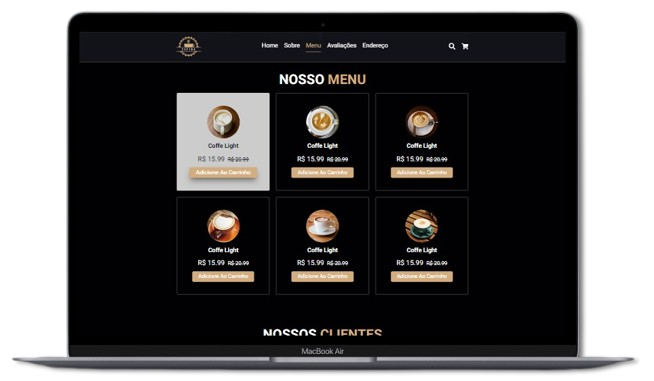 Home Sobre Menu Avaliações Endereço
NOSSO MENU
Coffe Light
R$ 15.99 R$ 20.99
Adicione Ao Carrinho
Coffe Light
R$ 15.99 R$ 20.99
Adicione Ao Carrinho
Coffe Light
R$ 15.99 R$ 20.99
Adicione Ao Carrinho
Coffe Light
R$ 15.99 R$ 20.99
Adicione Ao Carrinho
Coffe Light
R$ 15.99 R$ 20.99
Adicione Ao Carrinho
Coffe Light
R$ 15.99 R$ 20.99
Adicione Ao Carrinho
NOSSOS CLIENTES
MacBook Air